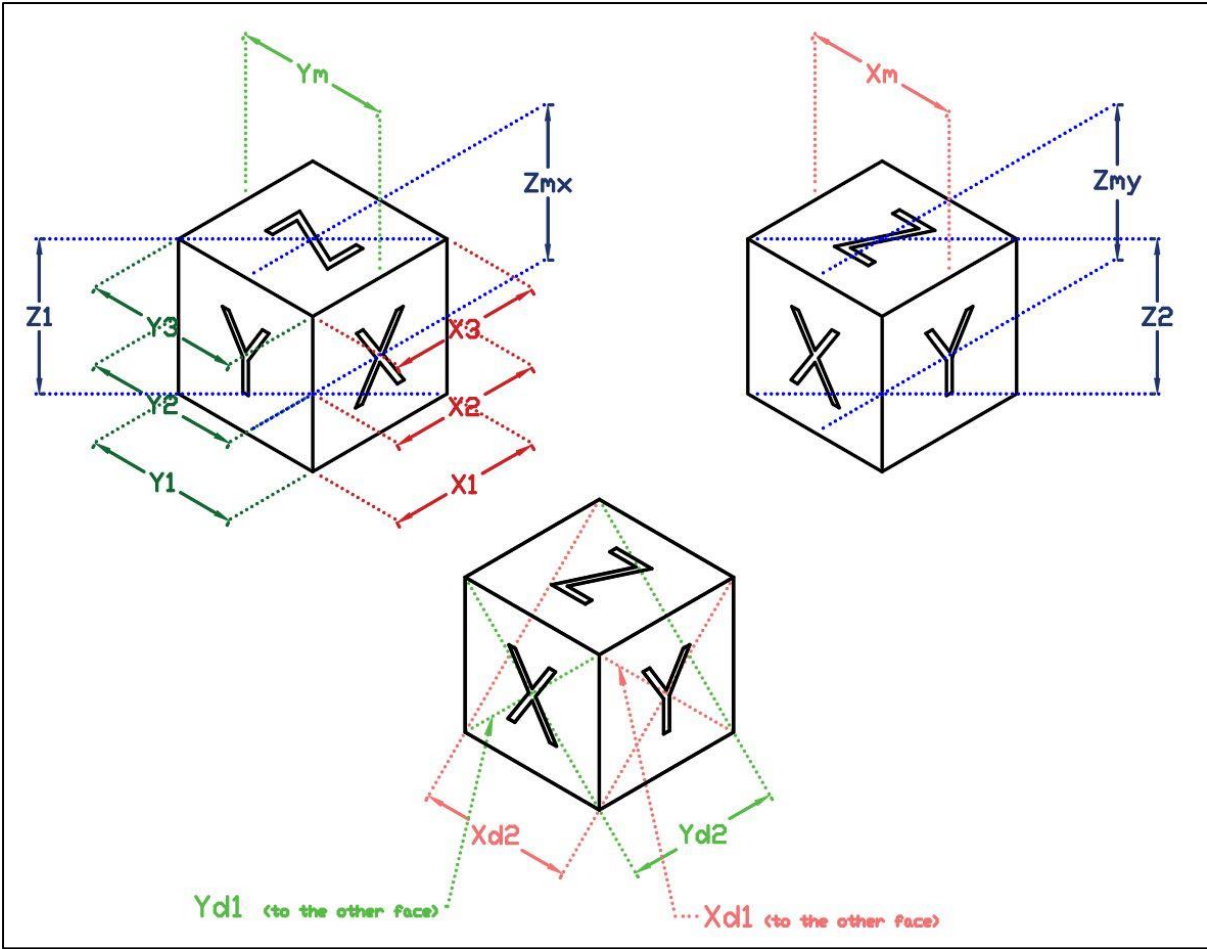 Ym
Xm
Zmx
Zmy
Z
Z
Z1
Y3
Y
X
X3
X
Y
Z2
Y2
X2
Y1
X1
Z
X
Y
Xd2
Yd2
Yd1 (to the other face)
Xd1 (to the other face)